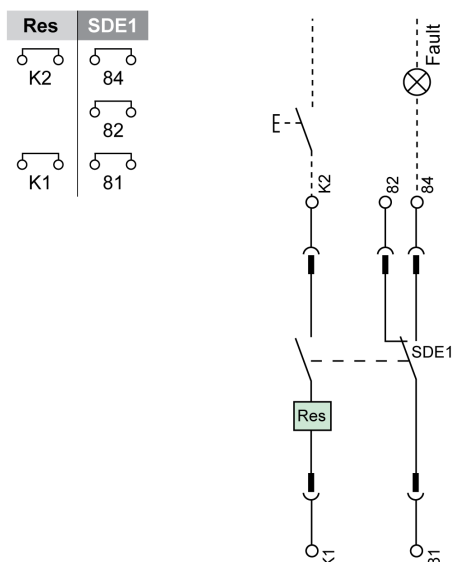 Res SDE1
K2 84
82
K1 81
Fault
K2 82 84
SDE1
Res
K1 81